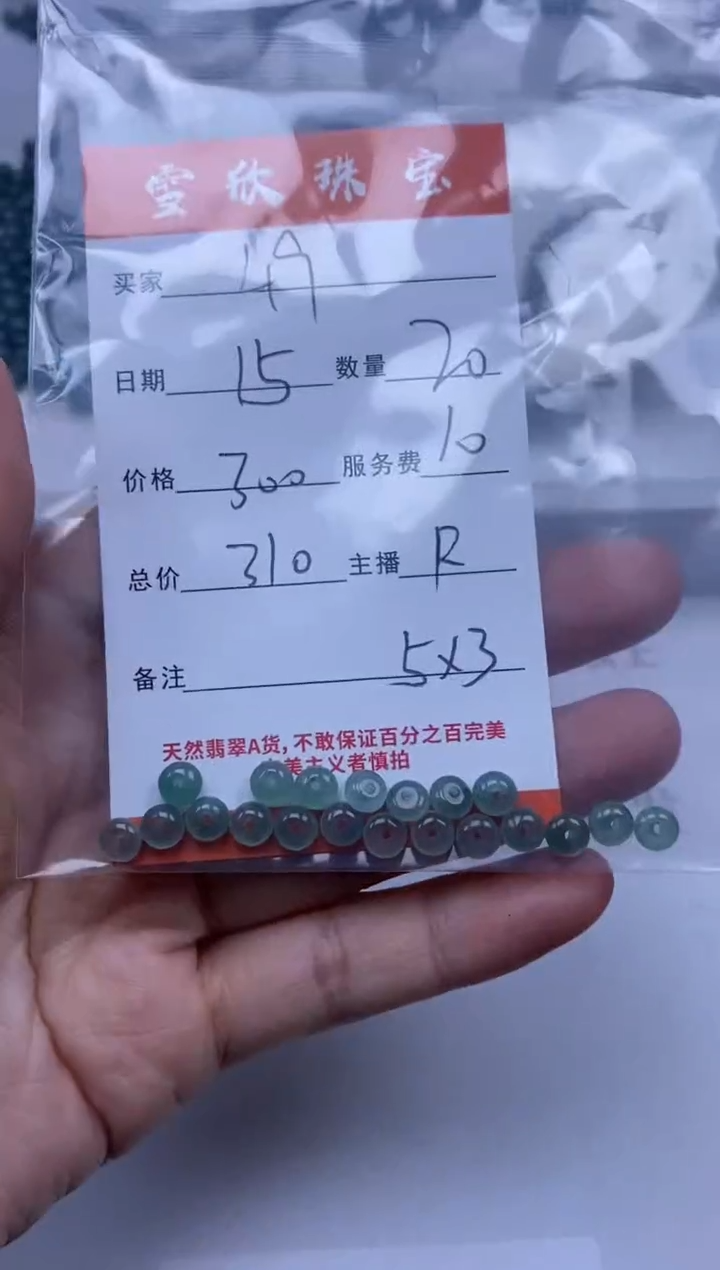 雪欣珠宝
买家
日期 15 数量 20
价格 300 服务费 10
总价 310 主播 R
备注 5x3
天然翡翠A货,不敢保证百分之百完美
美主义者慎拍